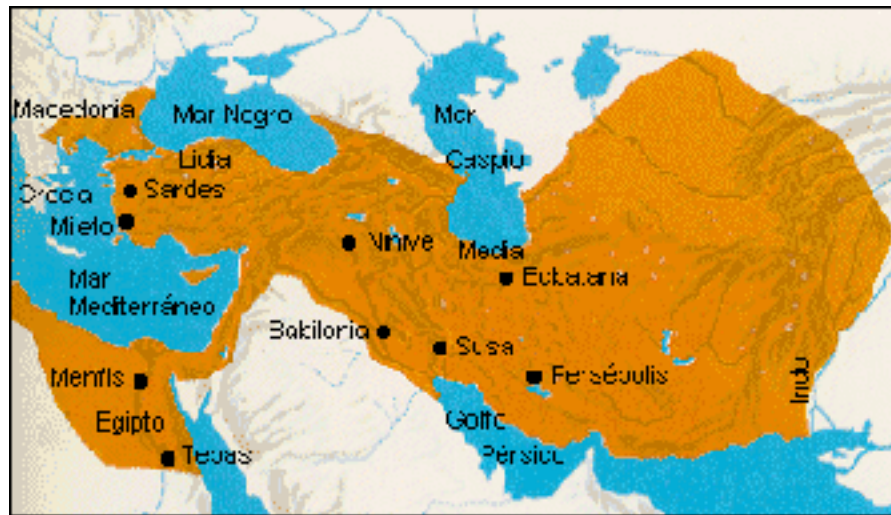 Macedonia
Mar Negro
Mar
Caspio
Lidia
Grecia
Sardes
Mileto
Ninive
Media
Ecbatana
Mar
Mediterráneo
Babilonia
Susa
Persépolis
Menfis
Egipto
Golfo
Pérsico
Indo
Tebas